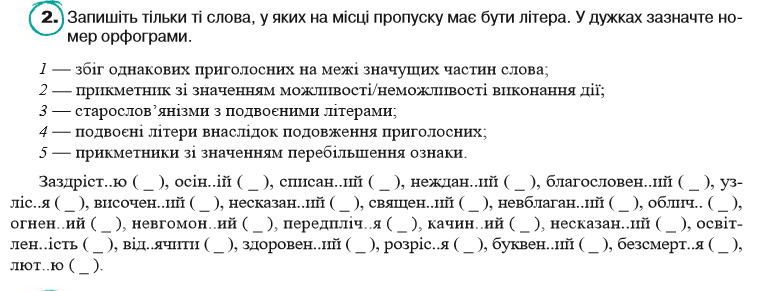 2. Запишіть тільки ті слова, у яких на місці пропуску має бути літера. У дужках зазначте но-
мер орфограми.
1 — збіг однакових приголосних на межі значущих частин слова;
2 — прикметник зі значенням можливості/неможливості виконання дії;
3 — старослов’янізми з подвоєними літерами;
4 — подвоєні літери внаслідок подовження приголосних;
5 — прикметники зі значенням перебільшення ознаки.
Заздріст..ю ( _ ), осін..ій ( _ ), списан..ий ( _ ), неждан..ий ( _ ), благословен..ий ( _ ), уз-
ліс..я ( _ ), височен..ий ( _ ), несказан..ий ( _ ), священ..ий ( _ ), невблаган..ий ( _ ), облич.. ( _ ),
огнен..ий ( _ ), невгомон..ий ( _ ), передпліч..я ( _ ), качин..ий ( _ ), несказан..ий ( _ ), освіт-
лен..ість ( _ ), від..ячити ( _ ), здоровен..ий ( _ ), розріс..я ( _ ), буквен..ий ( _ ), безсмерт..я ( _ ),
лют..ю ( _ ).